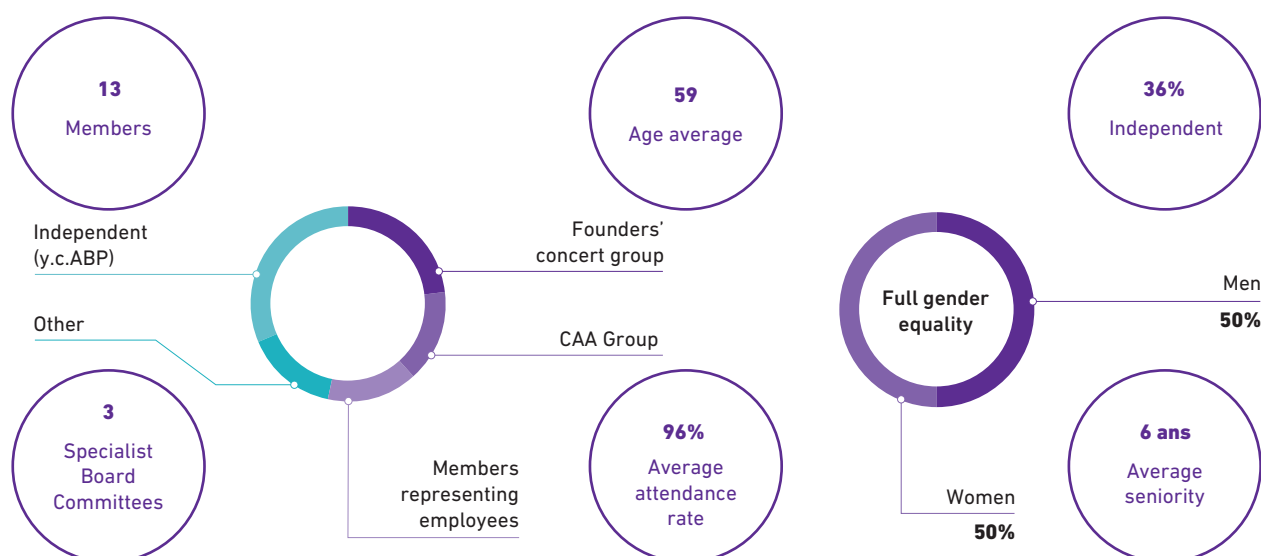 13
Members
59
Age average
36%
Independent
Independent
(y.c.ABP)
Founders’
concert group
Other
CAA Group
Full gender
equality
Men
50%
3
Specialist
Board
Committees
Members
representing
employees
96%
Average
attendance
rate
Women
50%
6 ans
Average
seniority